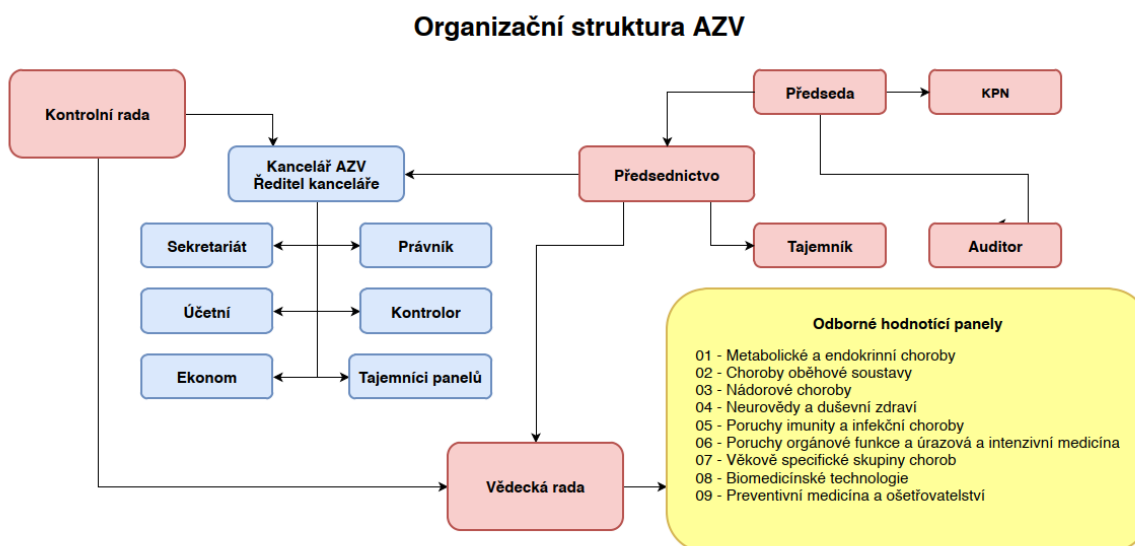 Organizační struktura AZV
Kontrolní rada
Předseda
KPN
Kancelář AZV
Ředitel kanceláře
Předsednictvo
Sekretariát
Právník
Tajemník
Auditor
Účetní
Kontrolor
Ekonom
Tajemníci panelů
Odborné hodnotící panely
01 - Metabolické a endokrinní choroby
02 - Choroby oběhové soustavy
03 - Nádorové choroby
04 - Neurovědy a duševní zdraví
05 - Poruchy imunity a infekční choroby
06 - Poruchy orgánové funkce a úrazová a intenzivní medicína
07 - Věkově specifické skupiny chorob
08 - Biomedicínské technologie
09 - Preventivní medicína a ošetřovatelství
Vědecká rada